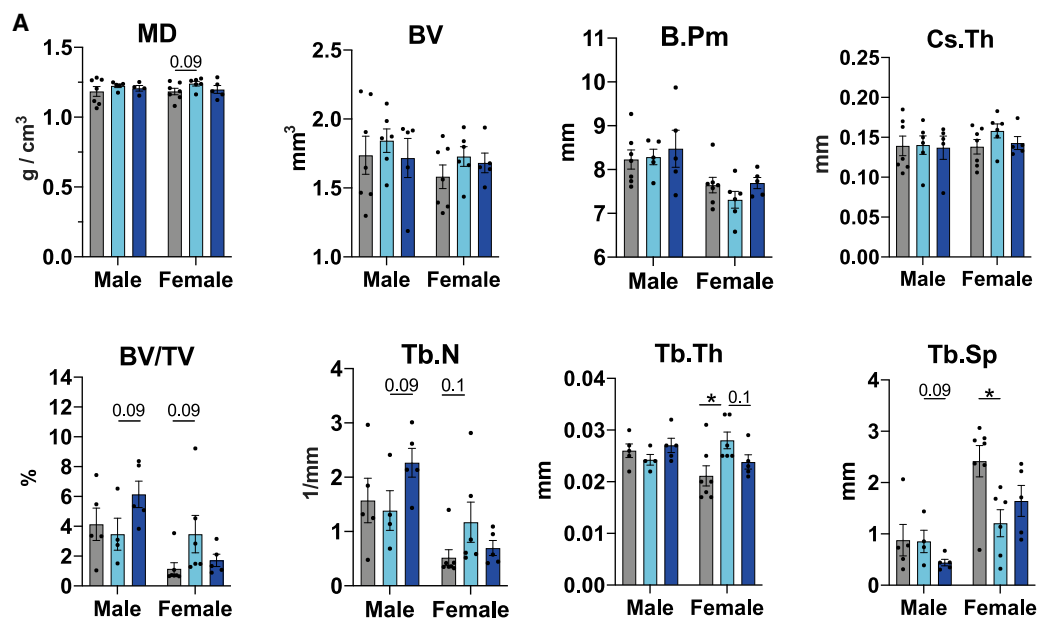 A
MD
g / cm3
1.5
1.0
0.5
0.0
0.09
Male Female
BV
mm3
2.5
2.0
1.5
1.0
Male Female
B.Pm
mm
11
10
9
8
7
6
Male Female
Cs.Th
mm
0.25
0.20
0.15
0.10
0.05
0.00
Male Female
BV/TV
%
14
12
10
8
6
4
2
0
0.09 0.09
Male Female
Tb.N
1/mm
4
3
2
1
0
0.09 0.1
Male Female
Tb.Th
mm
0.04
0.03
0.02
0.01
0.00
* 0.1
Male Female
Tb.Sp
mm
4
3
2
1
0
0.09 *
Male Female